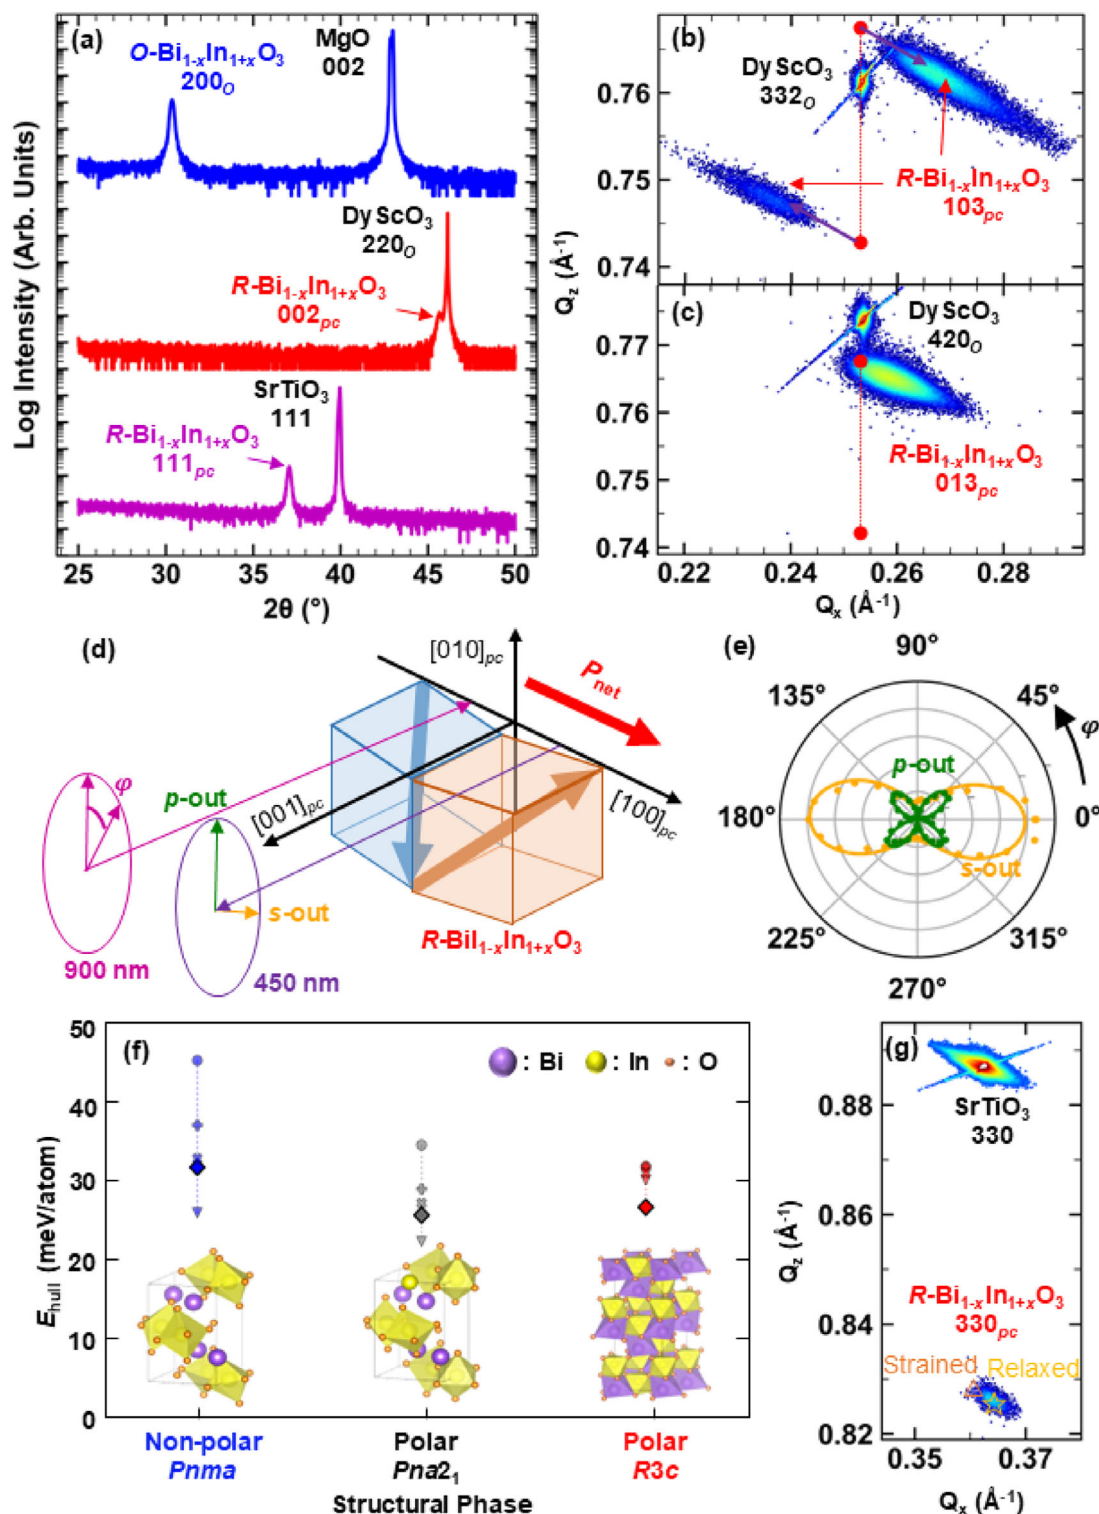 (a)
O-Bi1-xIn1+xO3
200O
MgO
002
DyScO3
220O
R-Bi1-xIn1+xO3
002pc
SrTiO3
111
R-Bi1-xIn1+xO3
111pc
Log Intensity (Arb. Units)
25 30 35 40 45 50
2θ (°)
(b)
DyScO3
332O
R-Bi1-xIn1+xO3
103pc
0.76
0.75
0.74
Qz (Å-1)
(c)
DyScO3
420O
R-Bi1-xIn1+xO3
013pc
0.77
0.76
0.75
0.74
0.22 0.24 0.26 0.28
Qx (Å-1)
(d)
[010]pc
Pnet
[001]pc
[100]pc
φ
p-out
s-out
900 nm
450 nm
R-BiI1-xIn1+xO3
(e)
90°
135°
45°
φ
p-out
180°
0°
s-out
225°
315°
270°
(f)
: Bi : In : O
50
40
30
20
10
0
Ehull (meV/atom)
Non-polar
Pnma
Polar
Pna21
Polar
R3c
Structural Phase
(g)
SrTiO3
330
R-Bi1-xIn1+xO3
330pc
Strained
Relaxed
0.88
0.86
0.84
0.82
Qz (Å-1)
0.35 0.37
Qx (Å-1)